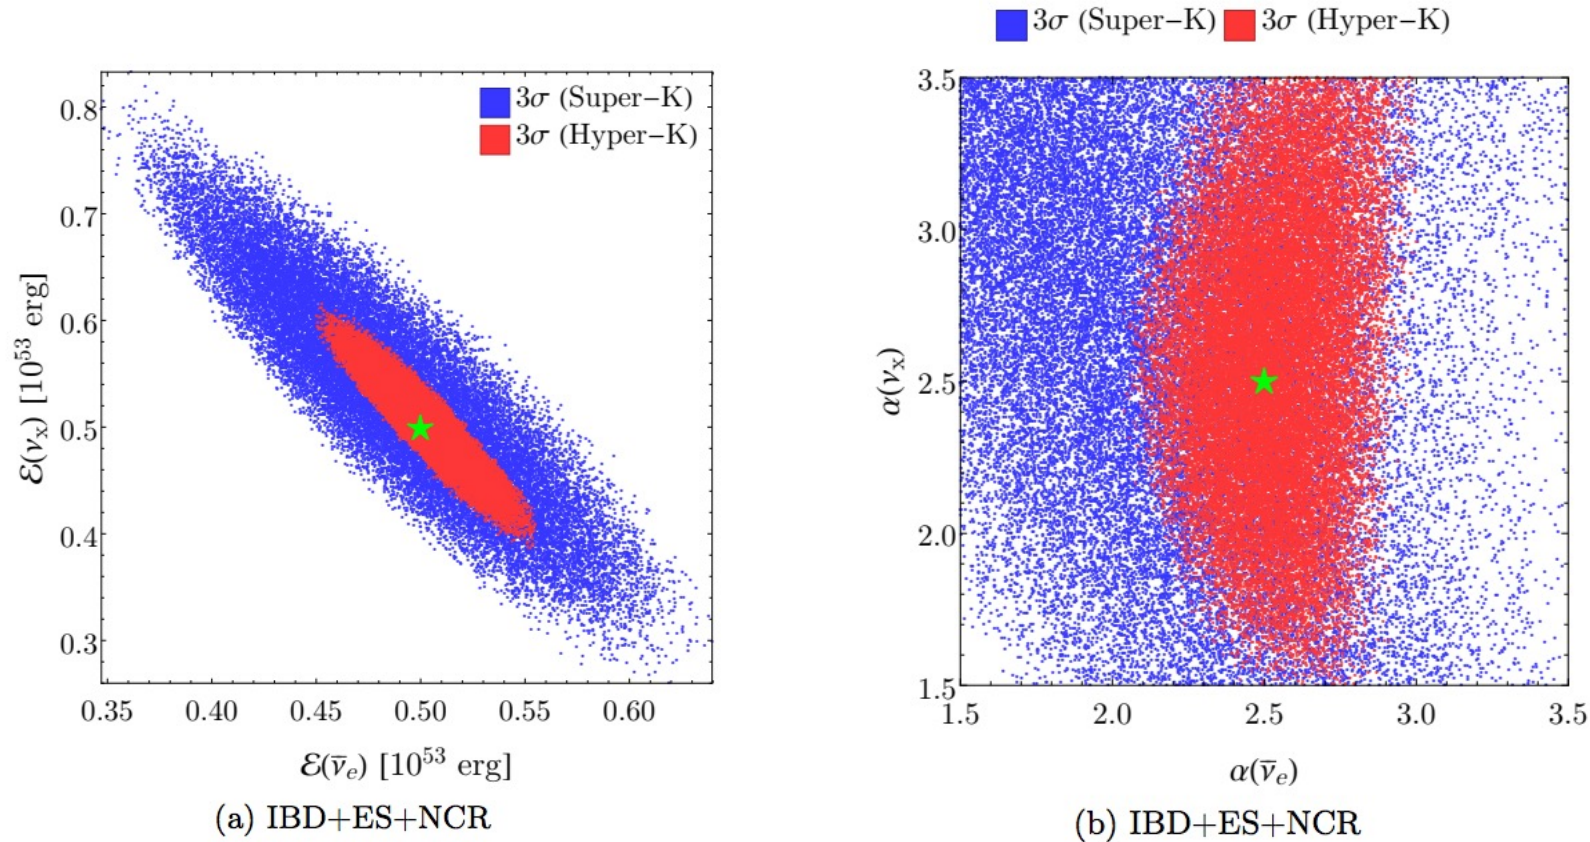 3σ (Super−K)
3σ (Hyper−K)
0.8
0.7
0.6
0.5
0.4
0.3
ℰ(νx) [10^53 erg]
0.35 0.40 0.45 0.50 0.55 0.60
ℰ(ν̅e) [10^53 erg]
(a) IBD+ES+NCR
3σ (Super−K) 3σ (Hyper−K)
3.5
3.0
2.5
2.0
1.5
α(νx)
1.5 2.0 2.5 3.0 3.5
α(ν̅e)
(b) IBD+ES+NCR